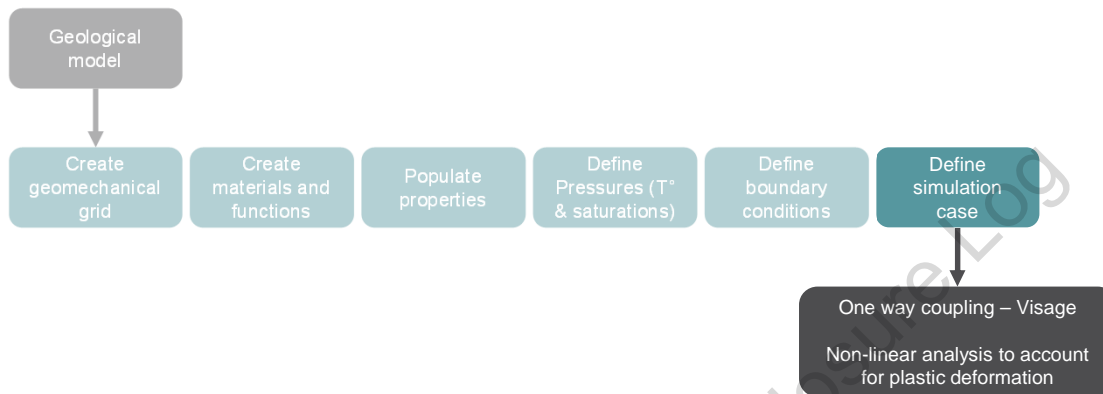 Geological
model
Create
geomechanical
grid
Create
materials and
functions
Populate
properties
Define
Pressures (T°
& saturations)
Define
boundary
conditions
Define
simulation
case
One way coupling – Visage
Non-linear analysis to account
for plastic deformation
Log